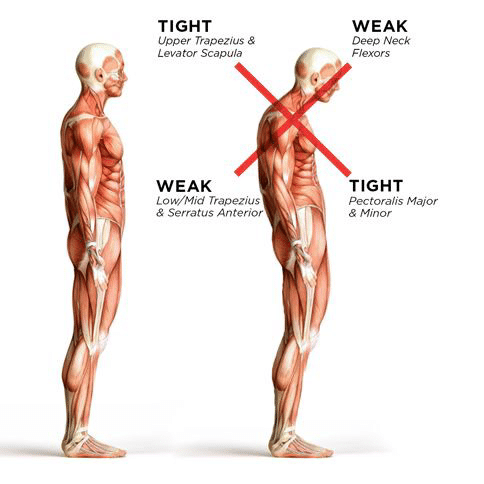 TIGHT
Upper Trapezius &
Levator Scapula
WEAK
Deep Neck
Flexors
WEAK
Low/Mid Trapezius
& Serratus Anterior
TIGHT
Pectoralis Major
& Minor